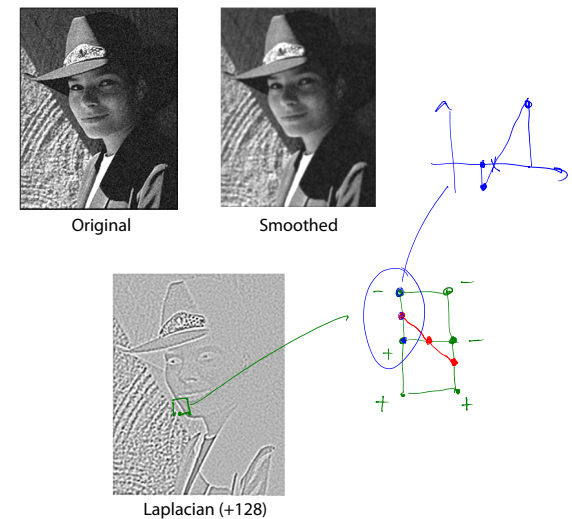 Original
Smoothed
- -
+ -
+ +
Laplacian (+128)